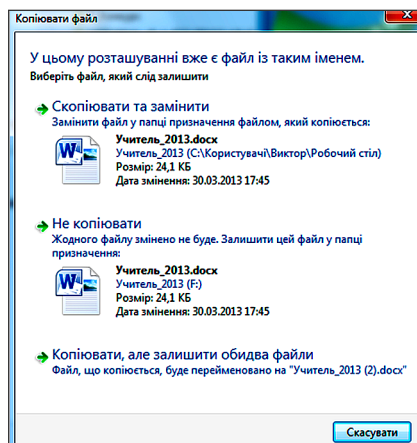 Копіювати файл
У цьому розташуванні вже є файл із таким іменем.
Виберіть файл, який слід залишити
Скопіювати та замінити
Замінити файл у папці призначення файлом, який копіюється:
Учитель_2013.docx
Учитель_2013 (C:\Користувачі\Виктор\Робочий стіл)
Розмір: 24,1 КБ
Дата змінення: 30.03.2013 17:45
Не копіювати
Жодного файлу змінено не буде. Залишити цей файл у папці
призначення:
Учитель_2013.docx
Учитель_2013 (F:)
Розмір: 24,1 КБ
Дата змінення: 30.03.2013 17:45
Копіювати, але залишити обидва файли
Файл, що копіюється, буде перейменовано на "Учитель_2013 (2).docx"
Скасувати